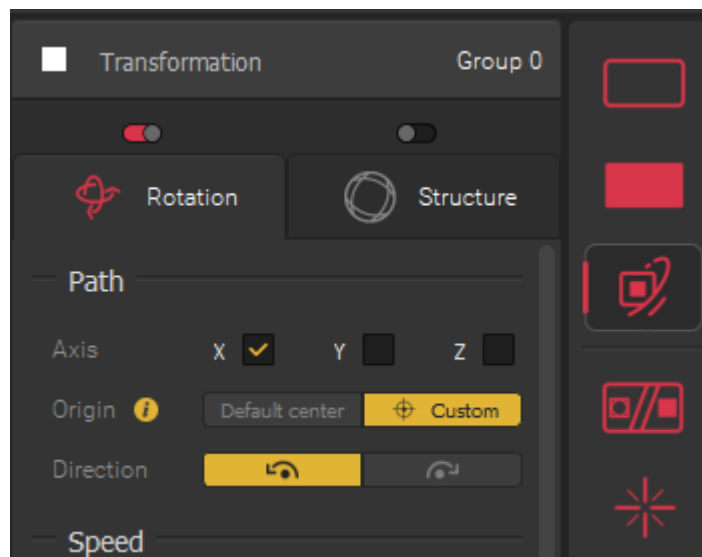 Transformation Group 0
Rotation Structure
Path
Axis X Y Z
Origin i Default center Custom
Direction
Speed